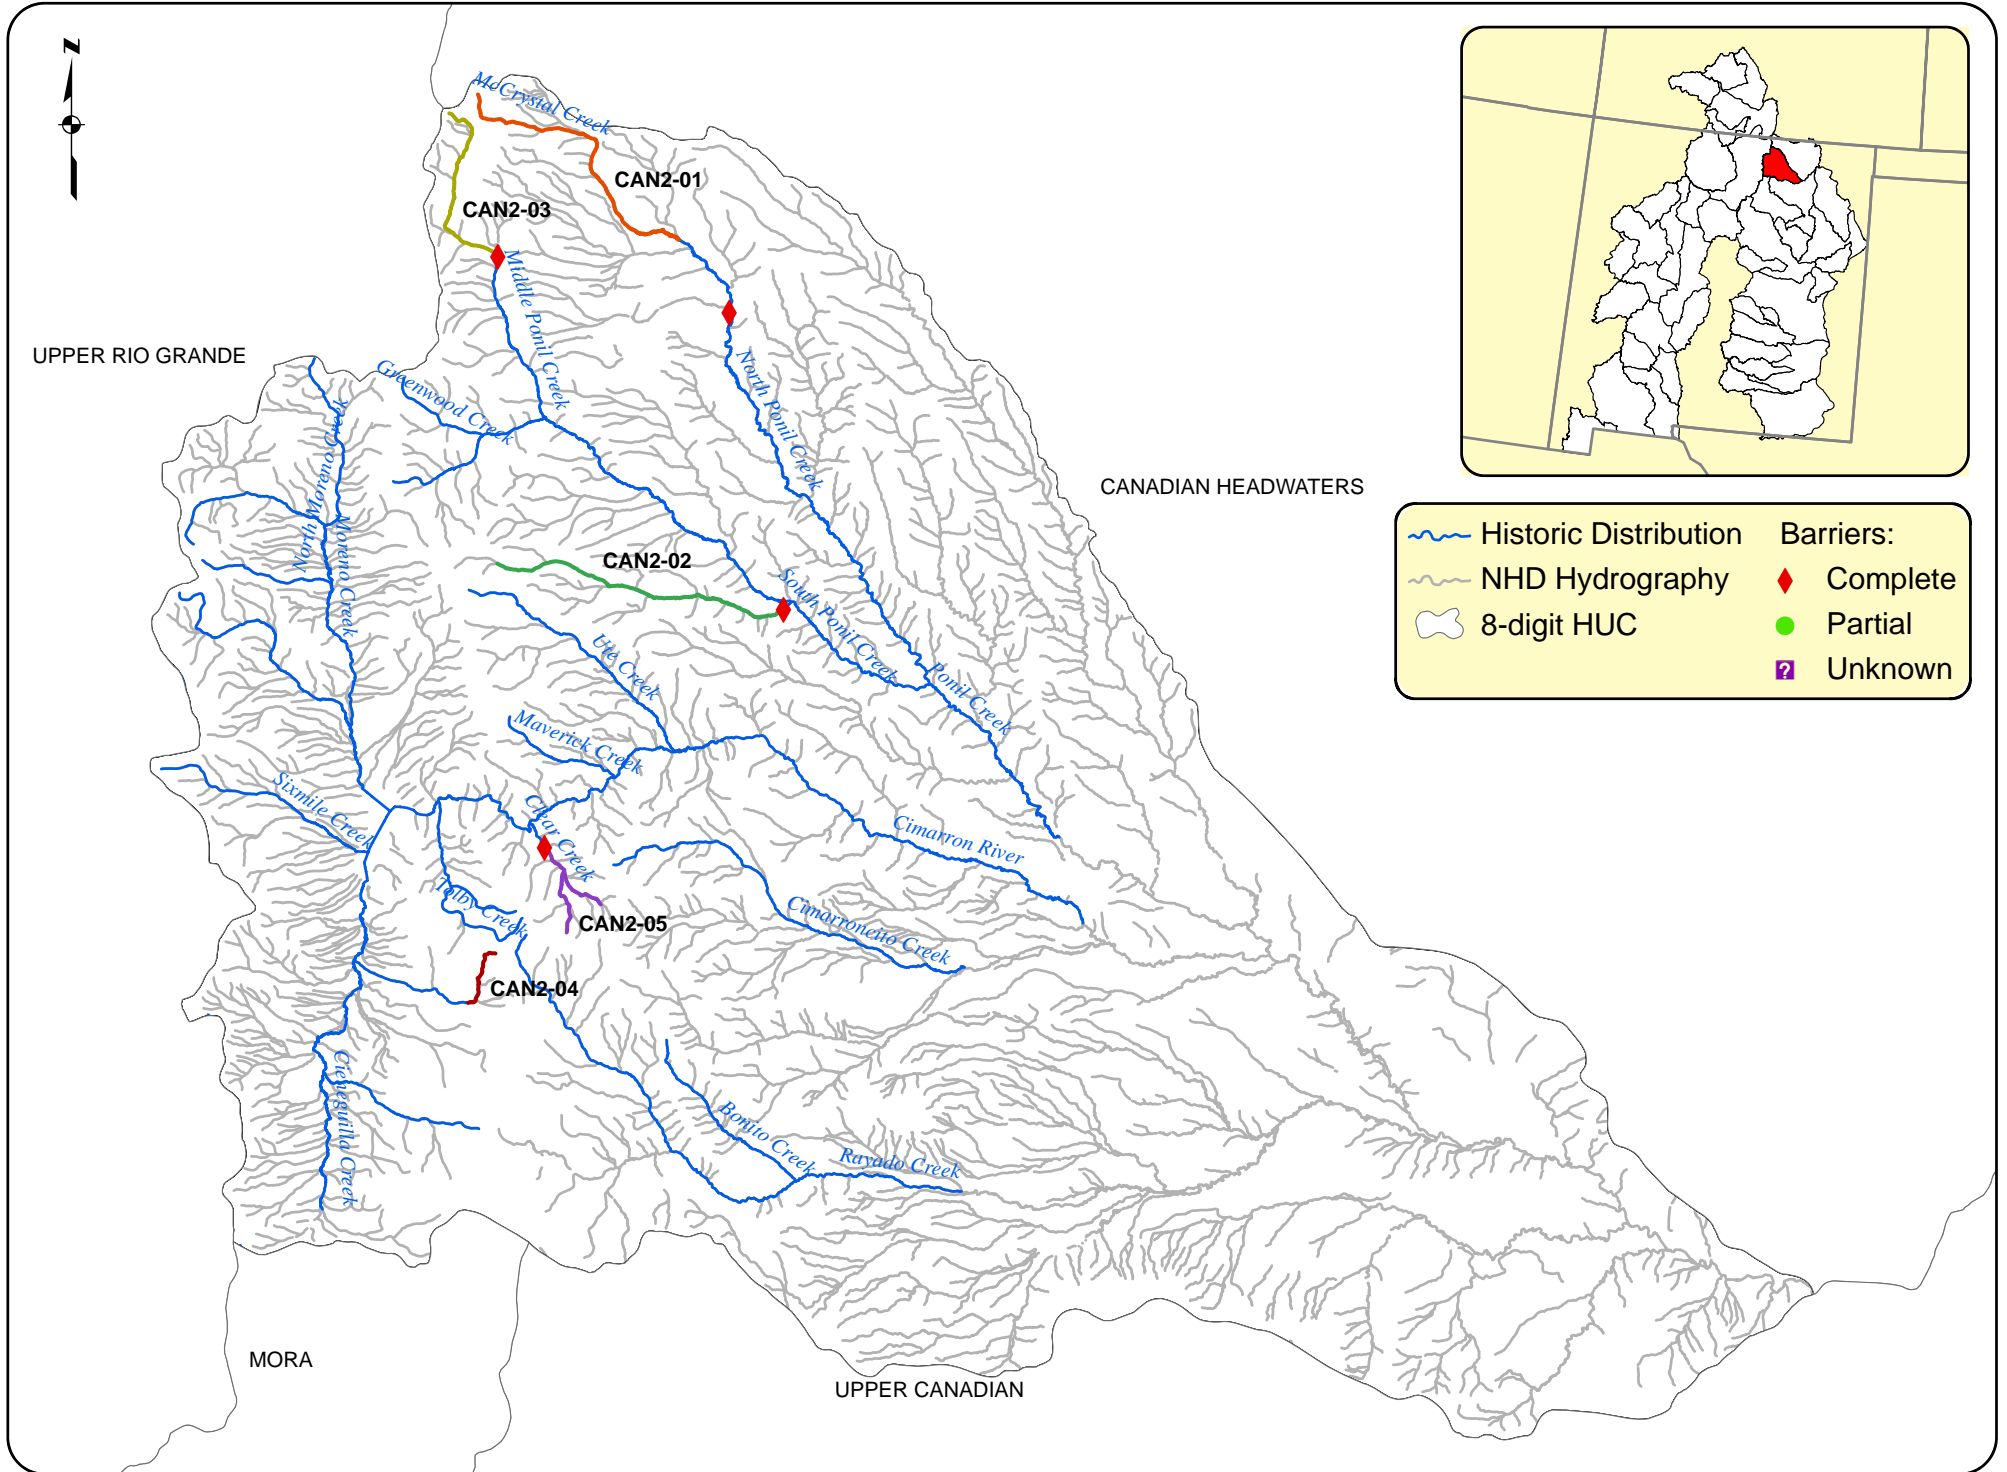 N
McCrystal Creek
CAN2-01
CAN2-03
Middle Ponil Creek
UPPER RIO GRANDE
North Ponil Creek
Greenwood Creek
North Moreno Creek
CANADIAN HEADWATERS
Historic Distribution
NHD Hydrography
8-digit HUC
Barriers:
Complete
Partial
?
Unknown
Moreno Creek
CAN2-02
South Ponil Creek
Ute Creek
Ponil Creek
Maverick Creek
Sixmile Creek
Clear Creek
Cimarron River
Tolby Creek
CAN2-05
Cimarroncito Creek
CAN2-04
Cieneguilla Creek
Bonito Creek
Rayado Creek
MORA
UPPER CANADIAN